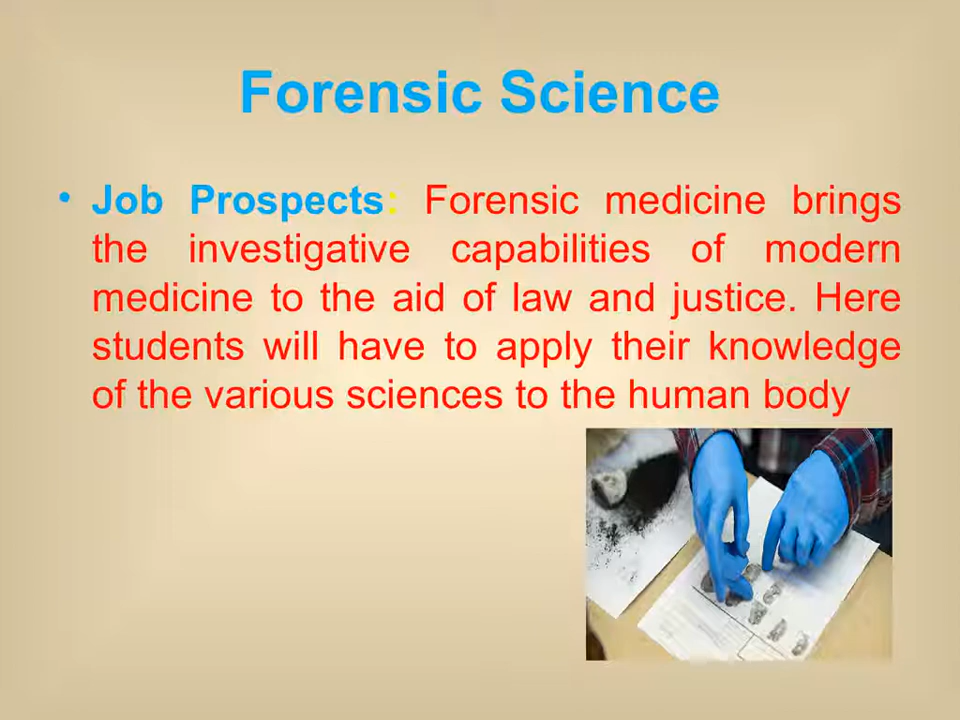 Forensic Science
• Job Prospects: Forensic medicine brings
the investigative capabilities of modern
medicine to the aid of law and justice. Here
students will have to apply their knowledge
of the various sciences to the human body